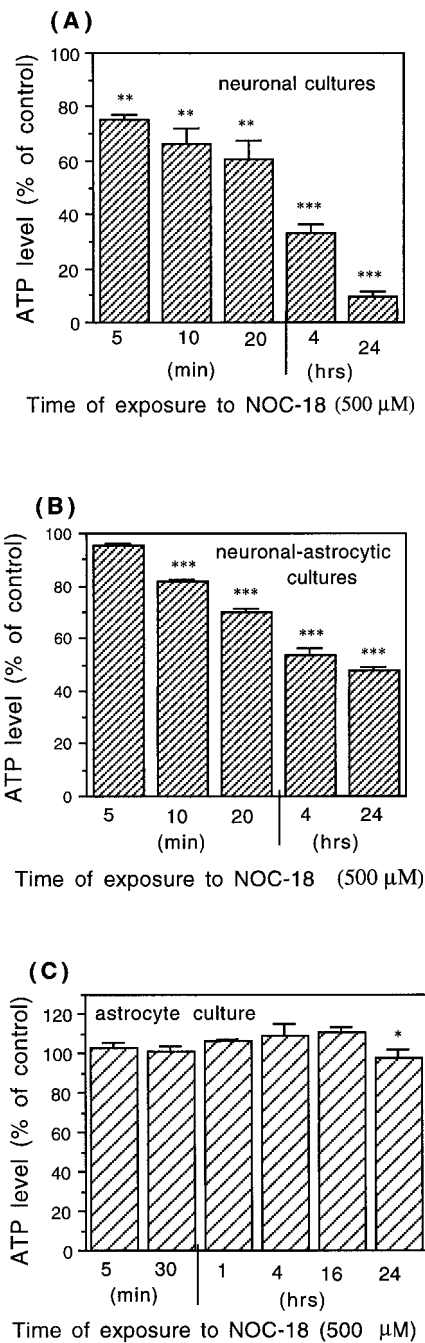 (A)
ATP level (% of control)
100
80
60
40
20
0
neuronal cultures
** ** ** *** ***
5 10 20 4 24
(min) (hrs)
Time of exposure to NOC-18 (500 µM)
(B)
ATP level (% of control)
100
80
60
40
20
0
neuronal-astrocytic
cultures
*** *** *** ***
5 10 20 4 24
(min) (hrs)
Time of exposure to NOC-18 (500 µM)
(C)
ATP level (% of control)
120
100
80
60
40
20
0
astrocyte culture
*
5 30 1 4 16 24
(min) (hrs)
Time of exposure to NOC-18 (500 µM)